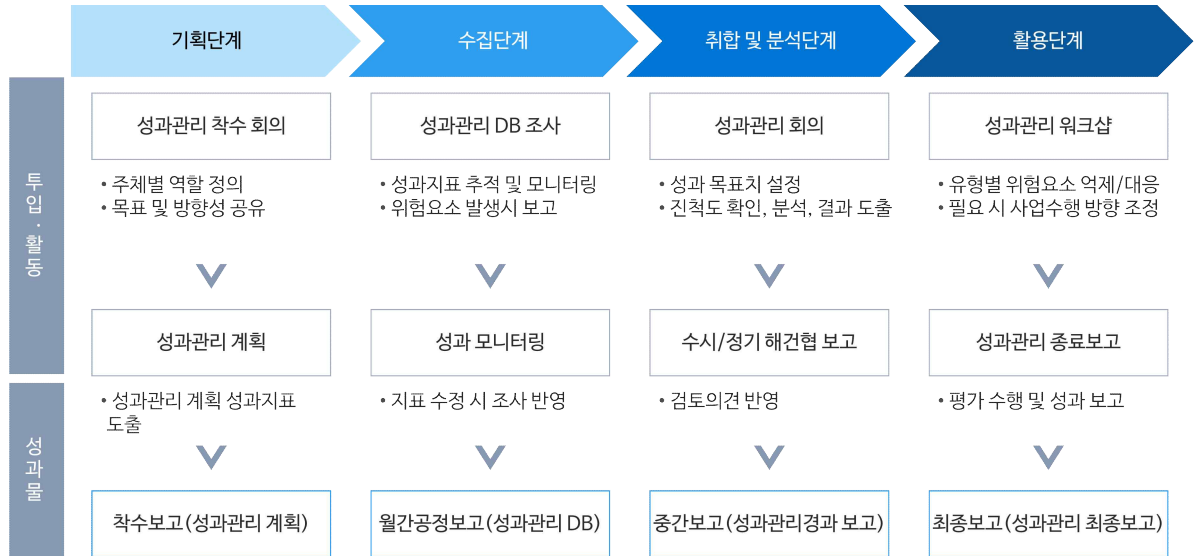 기획단계
수집단계
취합 및 분석단계
활용단계
투입·활동
성과관리 착수 회의
성과관리 DB 조사
성과관리 회의
성과관리 워크샵
• 주체별 역할 정의
• 목표 및 방향성 공유
• 성과지표 추적 및 모니터링
• 위험요소 발생시 보고
• 성과 목표치 설정
• 진척도 확인, 분석, 결과 도출
• 유형별 위험요소 억제/대응
• 필요 시 사업수행 방향 조정
성과관리 계획
성과 모니터링
수시/정기 해건협 보고
성과관리 종료보고
성과물
• 성과관리 계획 성과지표
도출
• 지표 수정 시 조사 반영
• 검토의견 반영
• 평가 수행 및 성과 보고
착수보고(성과관리 계획)
월간공정보고(성과관리 DB)
중간보고(성과관리경과 보고)
최종보고(성과관리 최종보고)